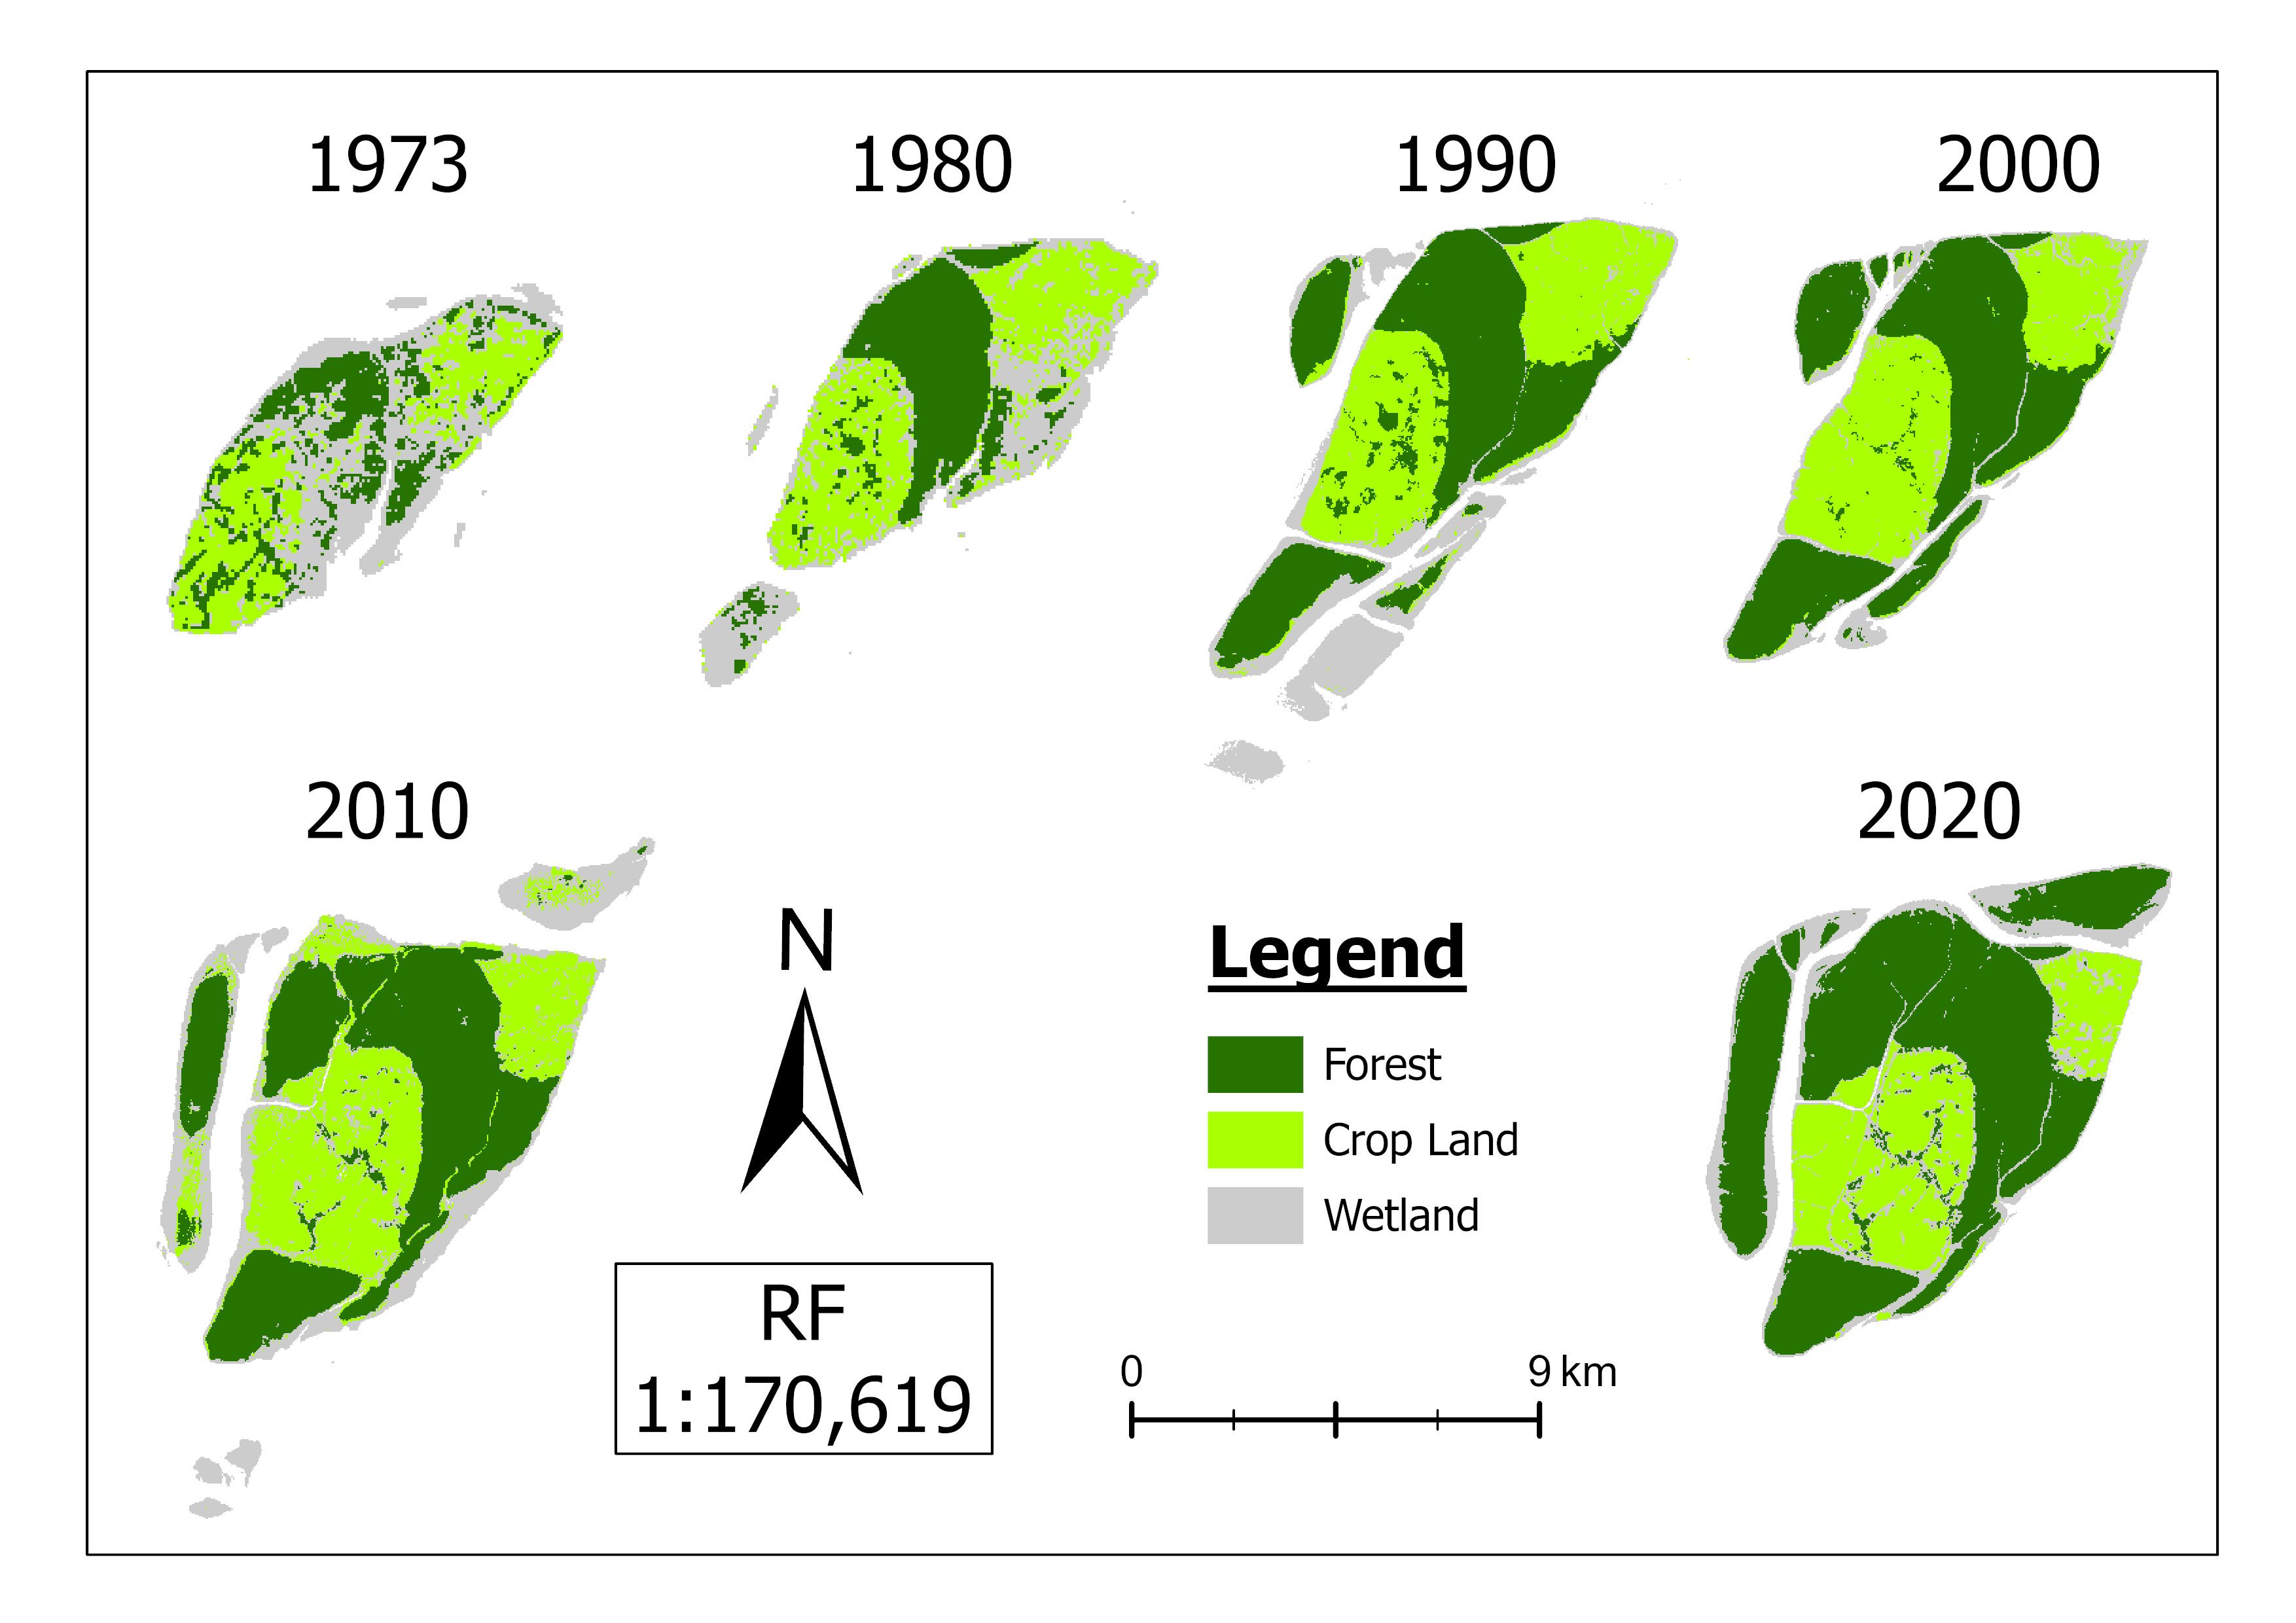 1973
1980
1990
2000
2010
2020
N
Legend
Forest
Crop Land
Wetland
RF
1:170,619
0
9 km